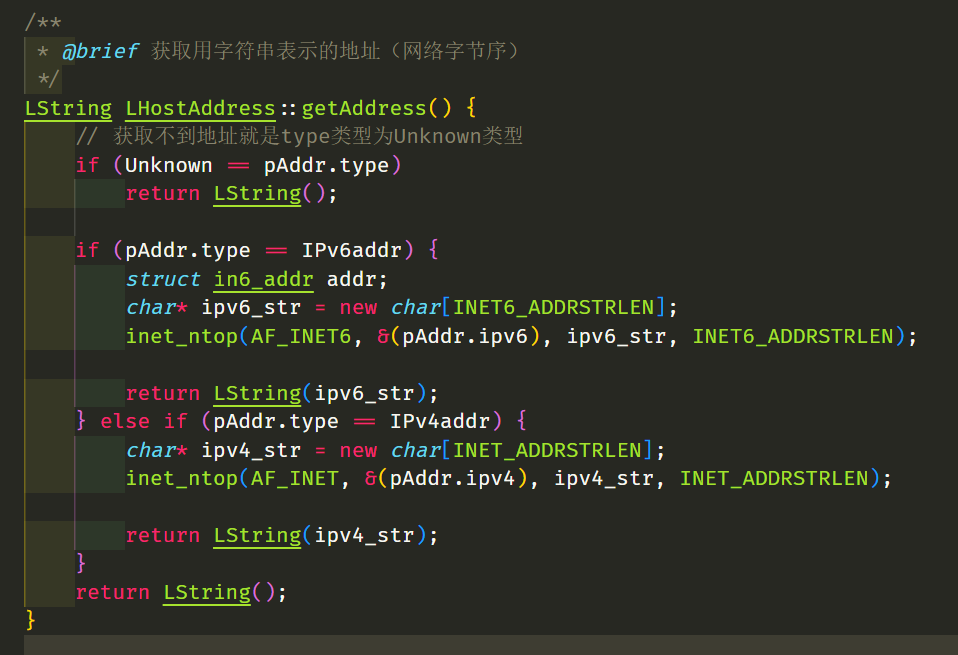 /**
 * @brief 获取用字符串表示的地址（网络字节序）
 */
LString LHostAddress::getAddress() {
    // 获取不到地址就是type类型为Unknown类型
    if (Unknown == pAddr.type)
        return LString();

    if (pAddr.type == IPv6addr) {
        struct in6_addr addr;
        char* ipv6_str = new char[INET6_ADDRSTRLEN];
        inet_ntop(AF_INET6, &(pAddr.ipv6), ipv6_str, INET6_ADDRSTRLEN);

        return LString(ipv6_str);
    } else if (pAddr.type == IPv4addr) {
        char* ipv4_str = new char[INET_ADDRSTRLEN];
        inet_ntop(AF_INET, &(pAddr.ipv4), ipv4_str, INET_ADDRSTRLEN);

        return LString(ipv4_str);
    }
    return LString();
}